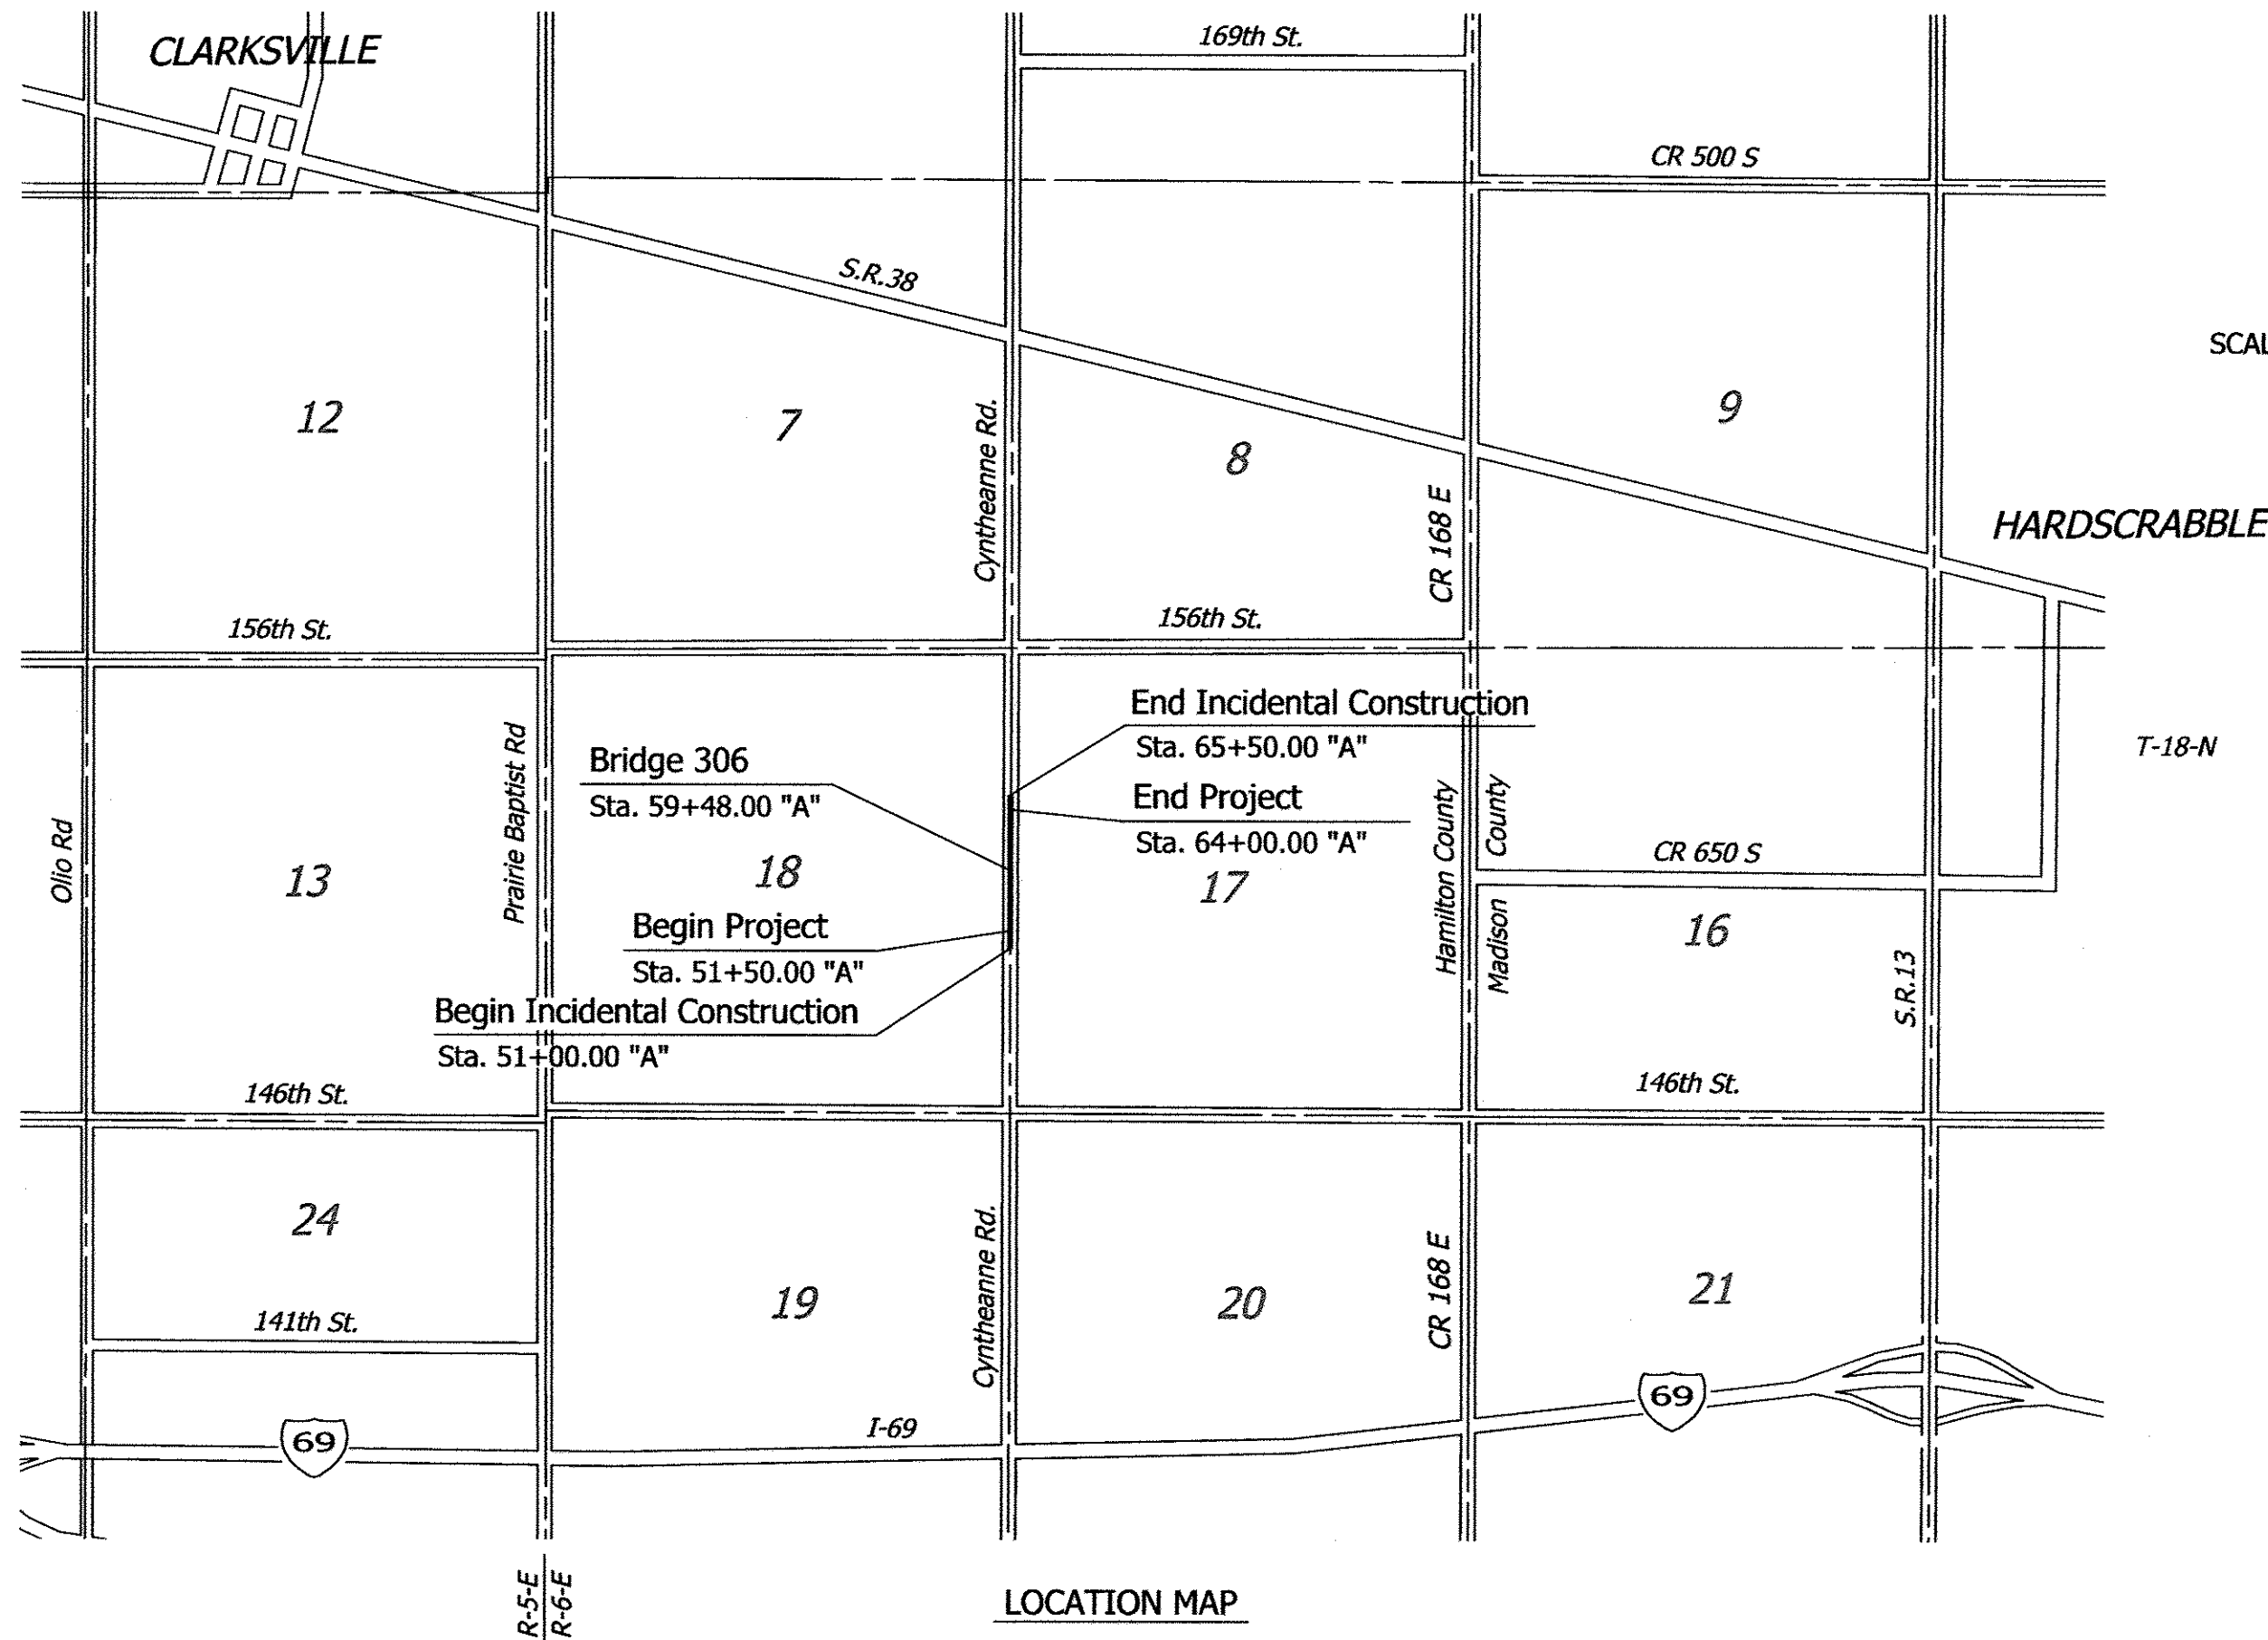 CLARKSVILLE
169th St.
CR 500 S
S.R.38
SCAL
12
7
Cyntheanne Rd.
8
CR 168 E
9
HARDSCRABBLE
156th St.
156th St.
Olio Rd
13
Prairie Baptist Rd
Bridge 306
Sta. 59+48.00 "A"
18
Begin Project
Sta. 51+50.00 "A"
Begin Incidental Construction
Sta. 51+00.00 "A"
End Incidental Construction
Sta. 65+50.00 "A"
End Project
Sta. 64+00.00 "A"
17
Hamilton County
Madison County
CR 650 S
16
S.R.13
T-18-N
146th St.
146th St.
24
141th St.
19
Cyntheanne Rd.
20
CR 168 E
21
69
I-69
69
R-5-E
R-6-E
LOCATION MAP